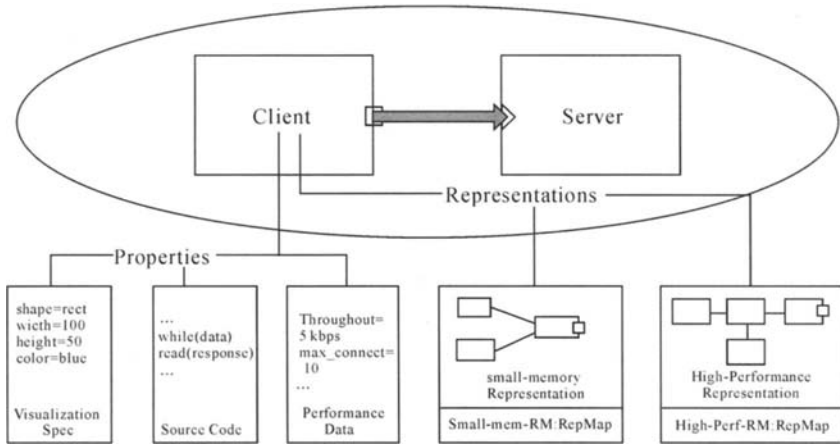 Client
Server
Representations
Properties
shape=rect
wicth=100
height=50
color=blue
Visualization
Spec
...
while(data)
read(response)
...
Source Code
Throughout=
5 kbps
max_connect=
10
...
Performance
Data
small-memory
Representation
Small-mem-RM:RepMap
High-Performance
Representation
High-Perf-RM:RepMap